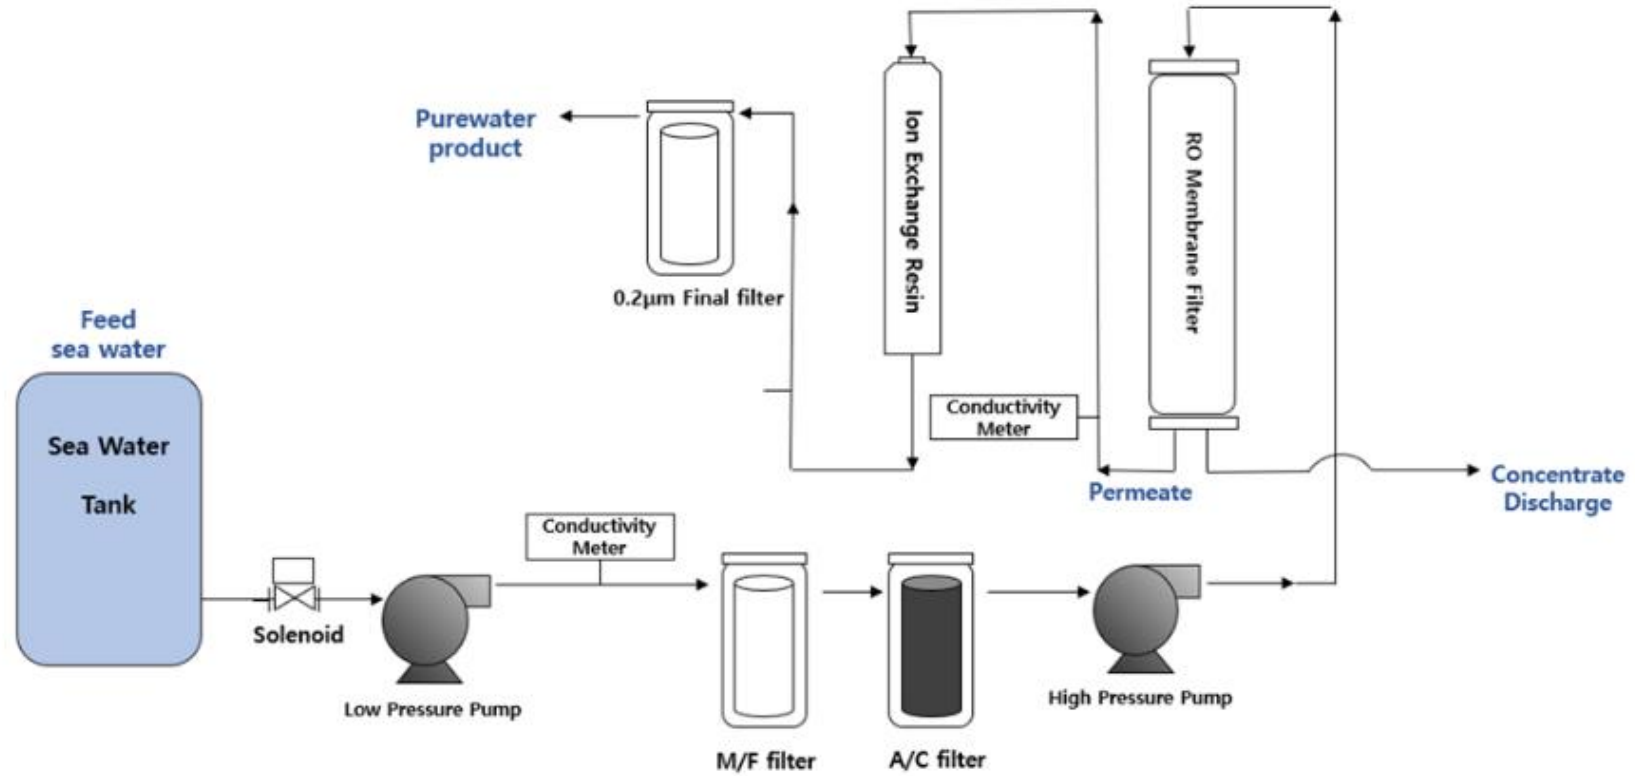 Purewater
product
0.2μm Final filter
Ion Exchange Resin
RO Membrane Filter
Conductivity
Meter
Permeate
Concentrate
Discharge
Feed
sea water
Sea Water
Tank
Solenoid
Low Pressure Pump
Conductivity
Meter
M/F filter
A/C filter
High Pressure Pump